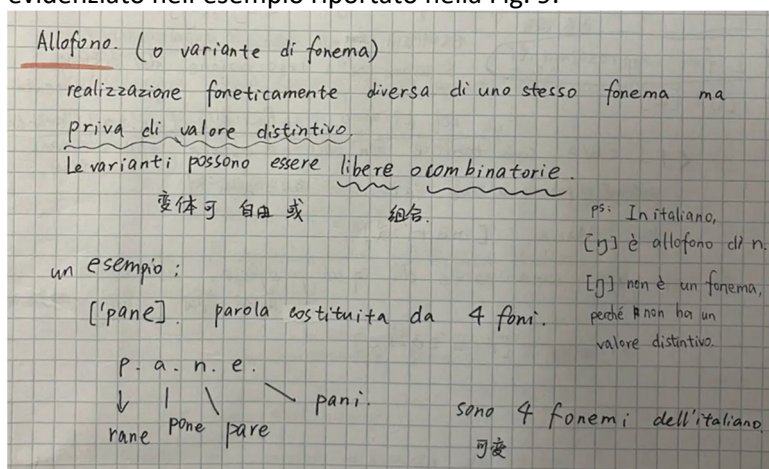 evidenziato nell'esempio riportato nella Fig. 9.
Allofono. (o variante di fonema)
realizzazione foneticamente diversa di uno stesso fonema ma
priva di valore distintivo.
Le varianti possono essere libere o combinatorie.
变体可 自由 或 组合.
ps: In italiano,
[ŋ] è allofono di n.
[ŋ] non è un fonema,
perché non ha un
valore distintivo.
un esempio:
['pane]. parola costituita da 4 foni.
p. a. n. e.
rane pone pare pani.
sono 4 fonemi dell'italiano.
可变